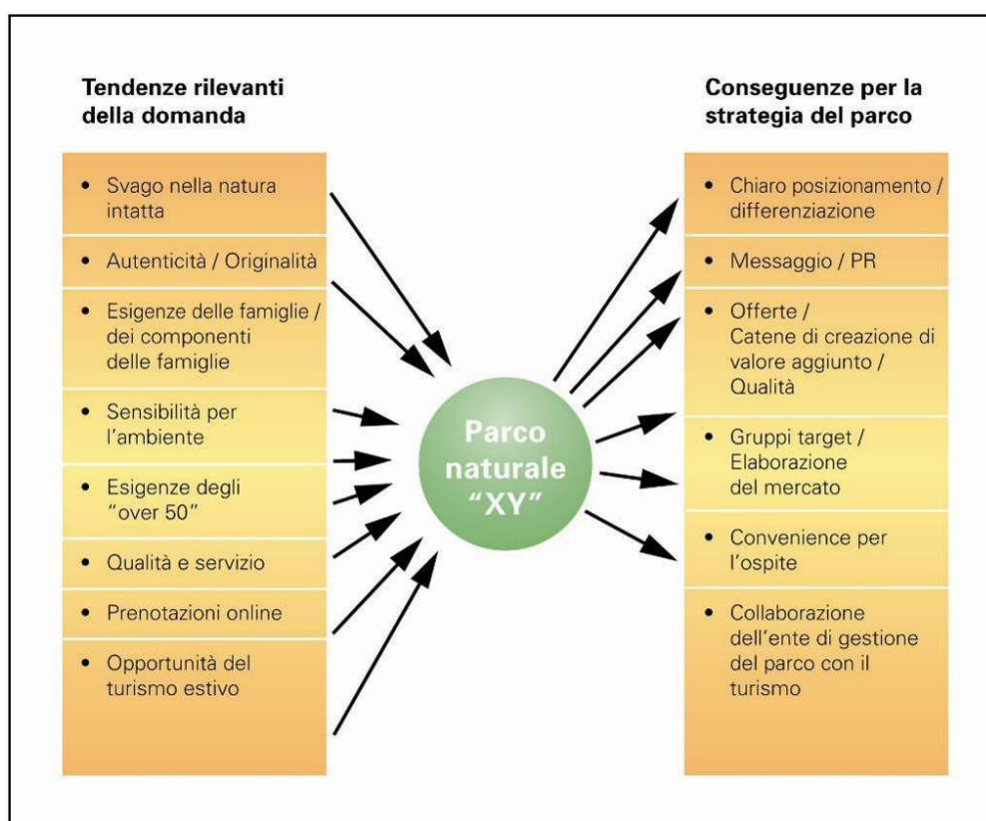 Tendenze rilevanti
della domanda
• Svago nella natura
intatta
• Autenticità / Originalità
• Esigenze delle famiglie /
dei componenti
delle famiglie
• Sensibilità per
l'ambiente
• Esigenze degli
"over 50"
• Qualità e servizio
• Prenotazioni online
• Opportunità del
turismo estivo
Parco
naturale
"XY"
Conseguenze per la
strategia del parco
• Chiaro posizionamento /
differenziazione
• Messaggio / PR
• Offerte /
Catene di creazione di
valore aggiunto /
Qualità
• Gruppi target /
Elaborazione
del mercato
• Convenience per
l'ospite
• Collaborazione
dell'ente di gestione
del parco con il
turismo